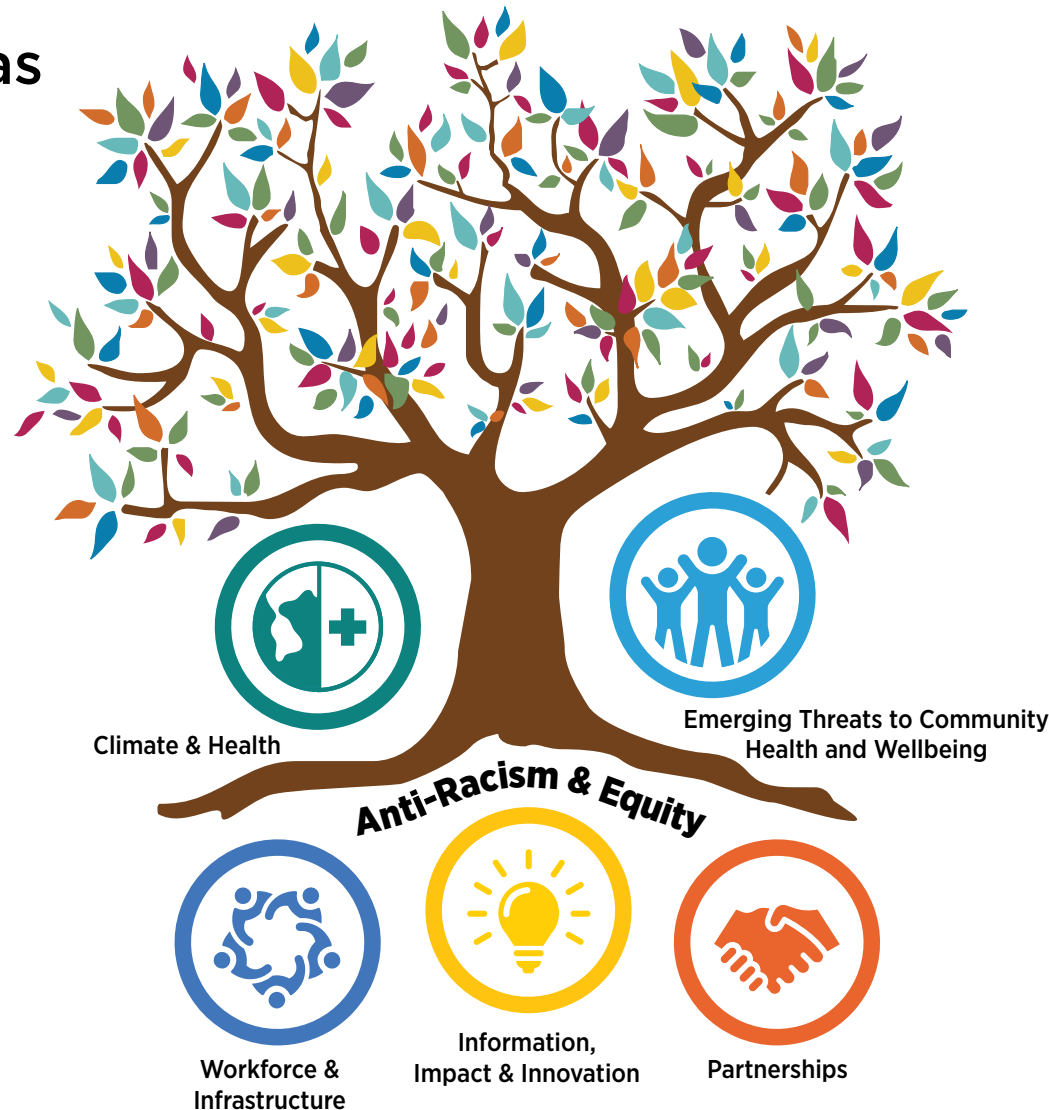 as
Climate & Health
Emerging Threats to Community
Health and Wellbeing
Anti-Racism & Equity
Workforce &
Infrastructure
Information,
Impact & Innovation
Partnerships